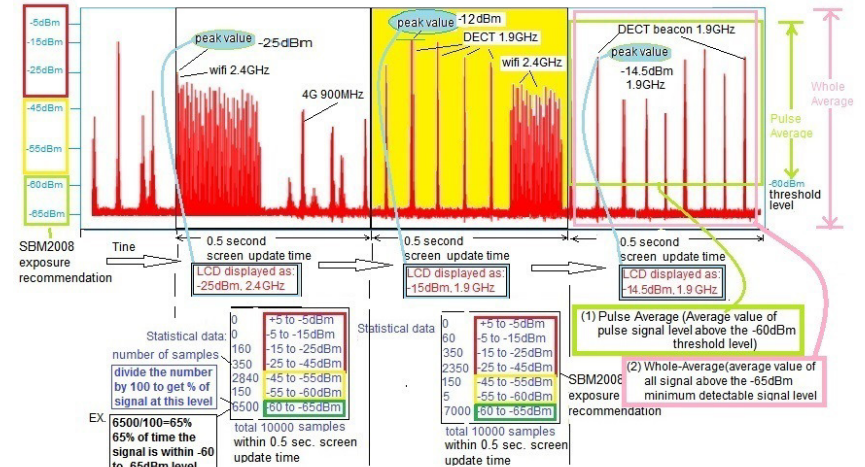 -5dBm
-15dBm
-25dBm
-45dBm
-55dBm
-60dBm
-65dBm
SBM2008
exposure
recommendation
Tine
peak value
-25dBm
wifi 2.4GHz
4G 900MHz
peak value
-12dBm
DECT 1.9GHz
wifi 2.4GHz
DECT beacon 1.9GHz
peak value
-14.5dBm
1.9GHz
Whole
Average
Pulse
Average
-60dBm
threshold
level
0.5 second
screen update time
0.5 second
screen update time
0.5 second
screen update time
LCD displayed as:
-25dBm, 2.4GHz
LCD displayed as:
-15dBm, 1.9 GHz
LCD displayed as:
-14.5dBm, 1.9 GHz
Statistical data:
number of samples
divide the number
by 100 to get % of
signal at this level
EX.
6500/100=65%
65% of time the
signal is within -60
to -65dBm level
0 +5 to -5dBm
0 -5 to -15dBm
160 -15 to -25dBm
350 -25 to -45dBm
2840 -45 to -55dBm
150 -55 to -60dBm
6500 -60 to -65dBm
total 10000 samples
within 0.5 sec. screen
update time
Statistical data
0 +5 to -5dBm
60 -5 to -15dBm
350 -15 to -25dBm
2350 -25 to -45dBm
150 -45 to -55dBm
5 -55 to -60dBm
7000 -60 to -65dBm
total 10000 samples
within 0.5 sec. screen
update time
SBM2008
exposure
recommendation
(1) Pulse Average (Average value of
pulse signal level above the -60dBm
threshold level)
(2) Whole-Average(average value of
all signal above the -65dBm
minimum detectable signal level